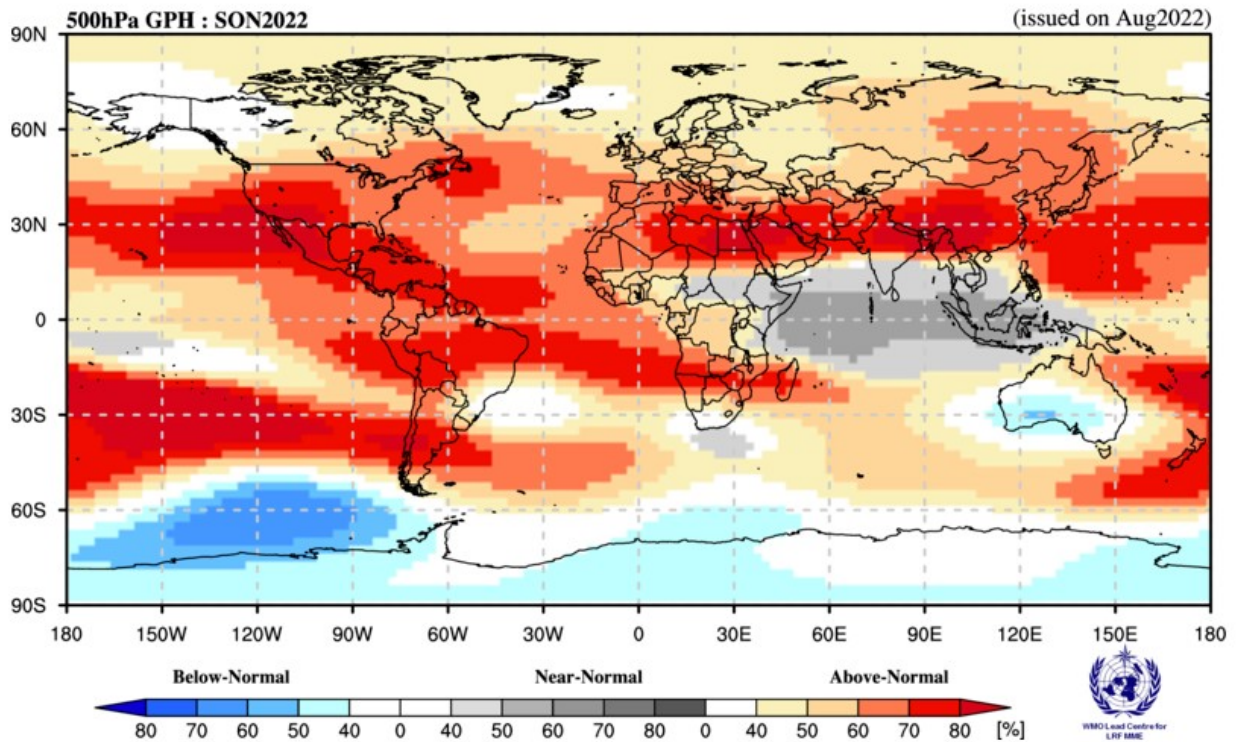 500hPa GPH : SON2022 (issued on Aug2022)
90N
60N
30N
0
30S
60S
90S
180 150W 120W 90W 60W 30W 0 30E 60E 90E 120E 150E 180
Below-Normal Near-Normal Above-Normal
80 70 60 50 40 0 40 50 60 70 80 0 40 50 60 70 80 [%]
WMO Lead Centre for
LRF MME